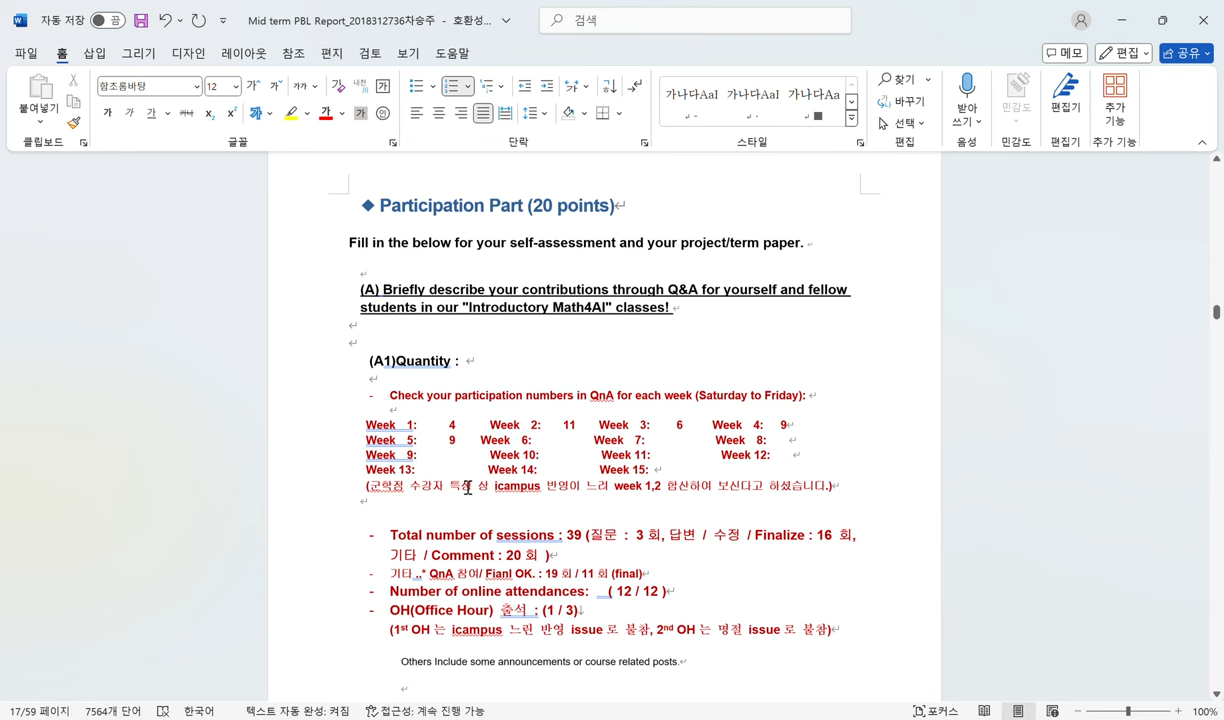 자동 저장 끔 Mid term PBL Report_2018312736차승주 - 호환성... 검색
파일 홈 삽입 그리기 디자인 레이아웃 참조 편지 검토 보기 도움말 메모 편집 공유
붙여넣기 함초롬바탕 12 가나다AaI 가나다AaI 가나다Aa 찾기 바꾸기 선택 받아쓰기 민감도 편집기 추가 기능
클립보드 글꼴 단락 스타일 편집 음성 민감도 편집기 추가 기능
◆ Participation Part (20 points)
Fill in the below for your self-assessment and your project/term paper.
(A) Briefly describe your contributions through Q&A for yourself and fellow
students in our "Introductory Math4AI" classes!
(A1)Quantity :
- Check your participation numbers in QnA for each week (Saturday to Friday):
Week 1: 4 Week 2: 11 Week 3: 6 Week 4: 9
Week 5: 9 Week 6: Week 7: Week 8:
Week 9: Week 10: Week 11: Week 12:
Week 13: Week 14: Week 15:
(군학점 수강자 특성 상 icampus 반영이 느려 week 1,2 합산하여 보신다고 하셨습니다.)
- Total number of sessions : 39 (질문 : 3 회, 답변 / 수정 / Finalize : 16 회,
기타 / Comment : 20 회 )
- 기타 ..* QnA 참여/ Fianl OK. : 19 회 / 11 회 (final)
- Number of online attendances: ( 12 / 12 )
- OH(Office Hour) 출석 : (1 / 3)
(1st OH 는 icampus 느린 반영 issue 로 불참, 2nd OH 는 명절 issue 로 불참)
Others Include some announcements or course related posts.
17/59 페이지 7564개 단어 한국어 텍스트 자동 완성: 켜짐 접근성: 계속 진행 가능 포커스 100%